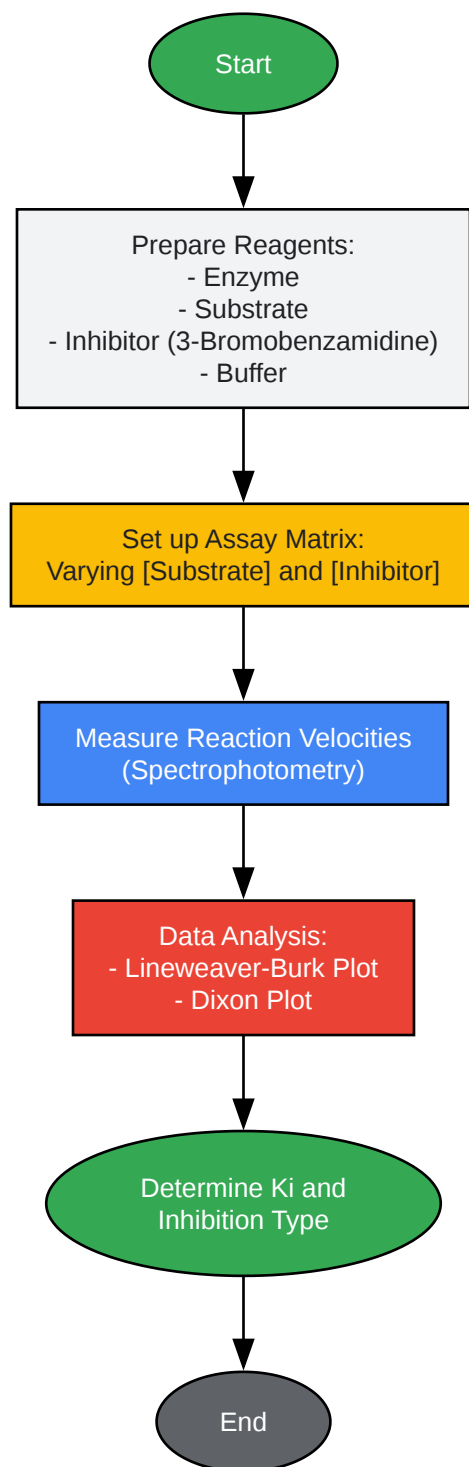 Start
Prepare Reagents:
- Enzyme
- Substrate
- Inhibitor (3-Bromobenzamidine)
- Buffer
Set up Assay Matrix:
Varying [Substrate] and [Inhibitor]
Measure Reaction Velocities
(Spectrophotometry)
Data Analysis:
- Lineweaver-Burk Plot
- Dixon Plot
Determine Ki and
Inhibition Type
End